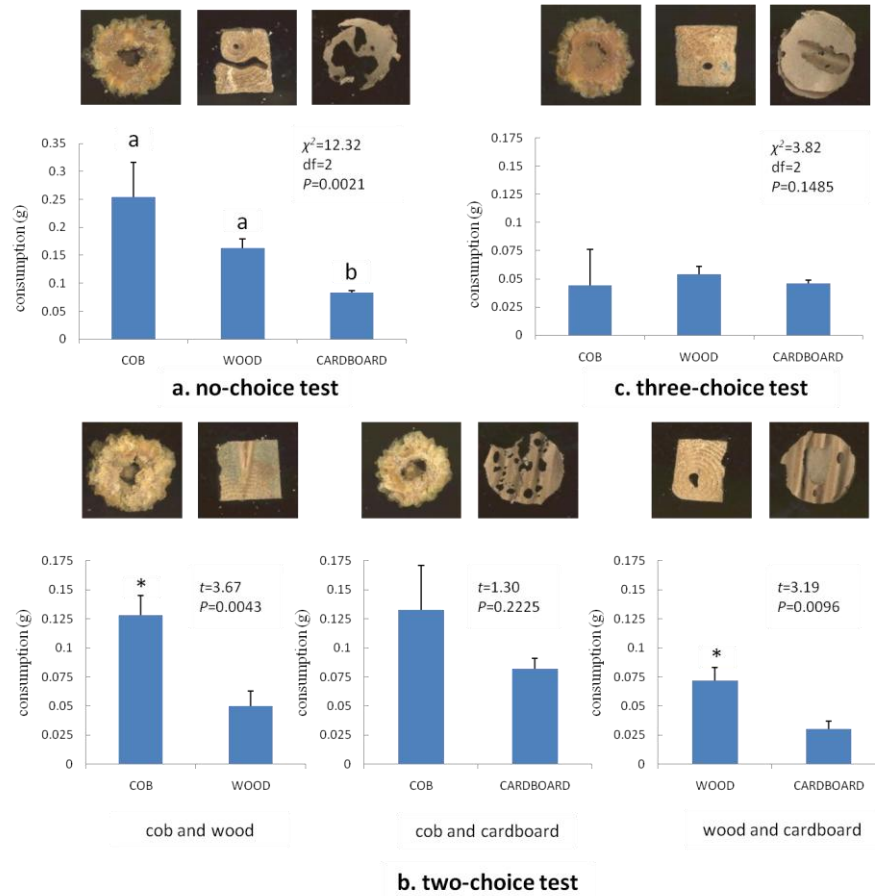 0.35
0.3
0.25
0.2
0.15
0.1
0.05
0
consumption (g)
a
a
b
χ²=12.32
df=2
P=0.0021
COB WOOD CARDBOARD
a. no-choice test
0.175
0.15
0.125
0.1
0.075
0.05
0.025
0
consumption (g)
χ²=3.82
df=2
P=0.1485
COB WOOD CARDBOARD
c. three-choice test
0.175
0.15
0.125
0.1
0.075
0.05
0.025
0
consumption (g)
*
t=3.67
P=0.0043
COB WOOD
cob and wood
0.175
0.15
0.125
0.1
0.075
0.05
0.025
0
consumption (g)
t=1.30
P=0.2225
COB CARDBOARD
cob and cardboard
0.175
0.15
0.125
0.1
0.075
0.05
0.025
0
consumption (g)
*
t=3.19
P=0.0096
WOOD CARDBOARD
wood and cardboard
b. two-choice test